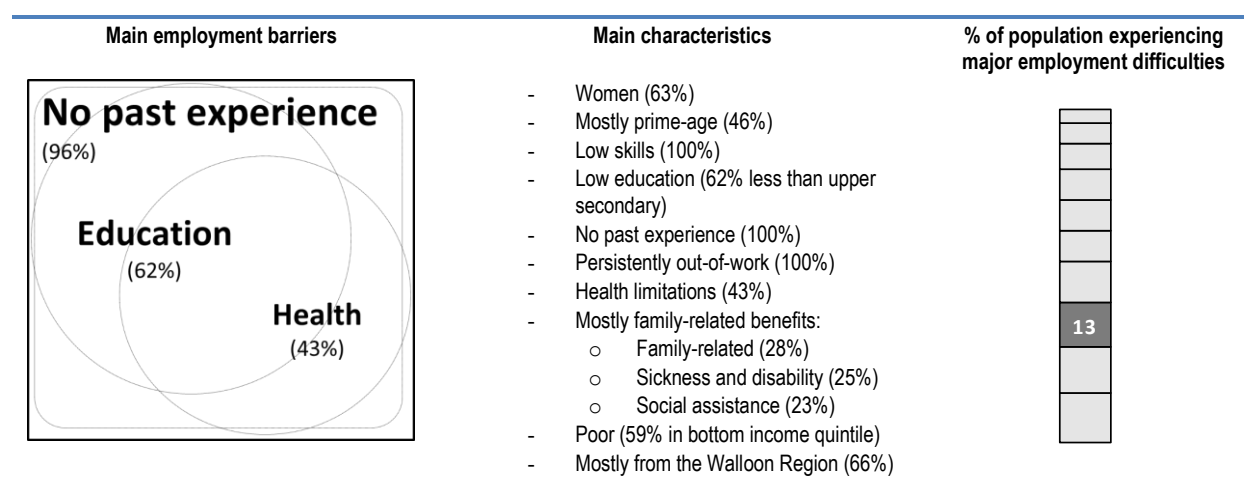 Main employment barriers
Main characteristics
% of population experiencing
major employment difficulties
No past experience
(96%)
Education
(62%)
Health
(43%)
- Women (63%)
- Mostly prime-age (46%)
- Low skills (100%)
- Low education (62% less than upper
secondary)
- No past experience (100%)
- Persistently out-of-work (100%)
- Health limitations (43%)
- Mostly family-related benefits:
o Family-related (28%)
o Sickness and disability (25%)
o Social assistance (23%)
- Poor (59% in bottom income quintile)
- Mostly from the Walloon Region (66%)
13